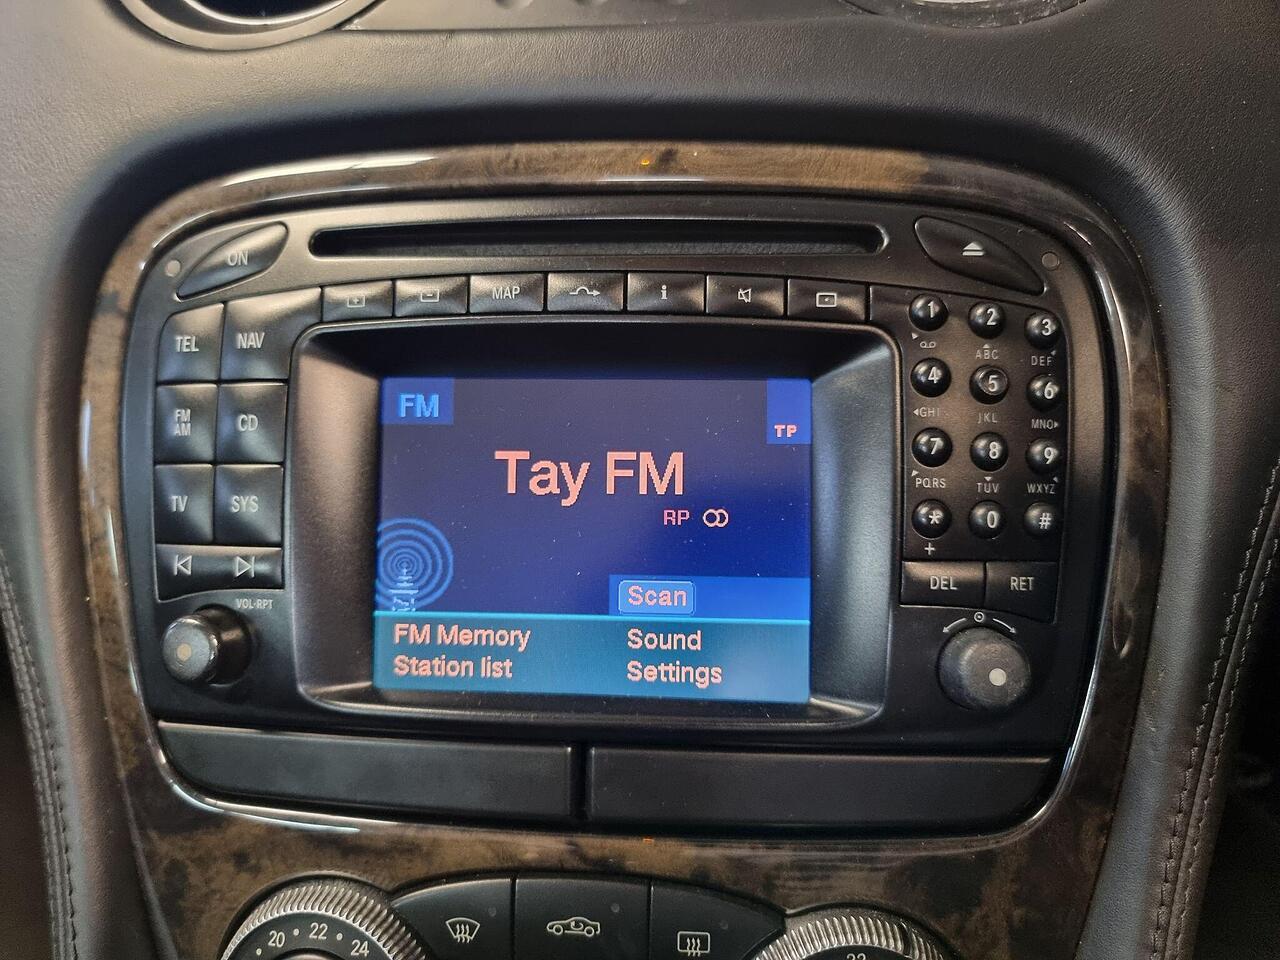 ON
MAP
i
TEL
NAV
FM AM
CD
TV
SYS
VOL·RPT
FM
TP
Tay FM
RP
Scan
FM Memory
Sound
Station list
Settings
1 2 3
ABC DEF
4 5 6
GHI JKL MNO
7 8 9
PQRS TUV WXYZ
* 0 #
+
DEL
RET
20 • 22 • 24
22